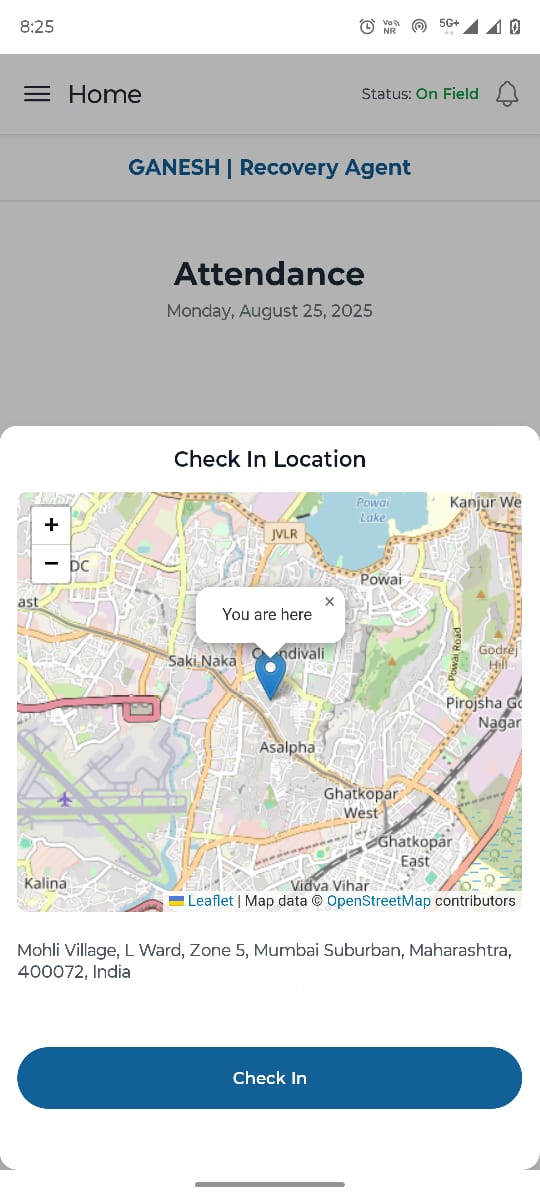 8:25
Vo NR
5G+
Home
Status: On Field
GANESH | Recovery Agent
Attendance
Monday, August 25, 2025
Check In Location
+
−
JVLR
Powai Lake
Kanjur We
DC
Powai
ast
You are here ×
Saki Naka
Powai Road
Godrej Hill
Pirojsha Go
Nagar
Asalpha
Ghatkopar West
Ghatkopar East
Kalina
Vidya Vihar
Leaflet | Map data © OpenStreetMap contributors
Mohli Village, L Ward, Zone 5, Mumbai Suburban, Maharashtra,
400072, India
Check In